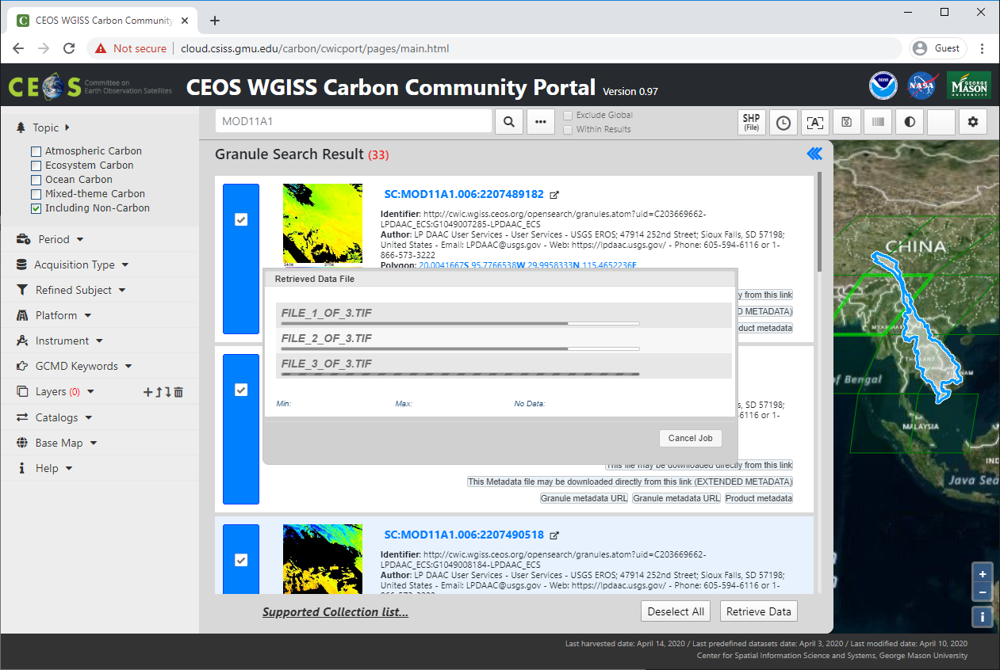 CEOS WGISS Carbon Community
Not secure
cloud.csiss.gmu.edu/carbon/cwicport/pages/main.html
Guest
CEOS
Committee on
Earth Observation Satellites
CEOS WGISS Carbon Community Portal Version 0.97
NOAA
NASA
GEORGE
MASON
UNIVERSITY
Topic
Atmospheric Carbon
Ecosystem Carbon
Ocean Carbon
Mixed-theme Carbon
Including Non-Carbon
Period
Acquisition Type
Refined Subject
Platform
Instrument
GCMD Keywords
Layers (0)
Catalogs
Base Map
Help
MOD11A1
Exclude Global
Within Results
SHP
(File)
[A]
Granule Search Result (33)
SC:MOD11A1.006:2207489182
Identifier: http://cwic.wgiss.ceos.org/opensearch/granules.atom?uid=C203669662-
LPDAAC_ECS:G1049007285-LPDAAC_ECS
Author: LP DAAC User Services - User Services - USGS EROS; 47914 252nd Street; Sioux Falls, SD 57198;
United States - Email: LPDAAC@usgs.gov - Web: https://lpdaac.usgs.gov/ - Phone: 605-594-6116 or 1-
866-573-3222
Polygon: 20.0041667S 95.7766538W 29.9958333N 115.4652236E
y from this link
D METADATA)
duct metadata
Retrieved Data File
FILE_1_OF_3.TIF
FILE_2_OF_3.TIF
FILE_3_OF_3.TIF
Min:
Max:
No Data:
Cancel Job
s, SD 57198;
-6116 or 1-
This file may be downloaded directly from this link
This Metadata file may be downloaded directly from this link (EXTENDED METADATA)
Granule metadata URL
Granule metadata URL
Product metadata
SC:MOD11A1.006:2207490518
Identifier: http://cwic.wgiss.ceos.org/opensearch/granules.atom?uid=C203669662-
LPDAAC_ECS:G1049008184-LPDAAC_ECS
Author: LP DAAC User Services - User Services - USGS EROS; 47914 252nd Street; Sioux Falls, SD 57198;
United States - Email: LPDAAC@usgs.gov - Web: https://lpdaac.usgs.gov/ - Phone: 605-594-6116 or 1-
866-573-3222
Supported Collection list...
Deselect All
Retrieve Data
CHINA
of Bengal
MALAYSIA
IND
Java Sea
+
−
i
Last harvested date: April 14, 2020 / Last predefined datasets date: April 3, 2020 / Last modified date: April 10, 2020
Center for Spatial Information Science and Systems, George Mason University